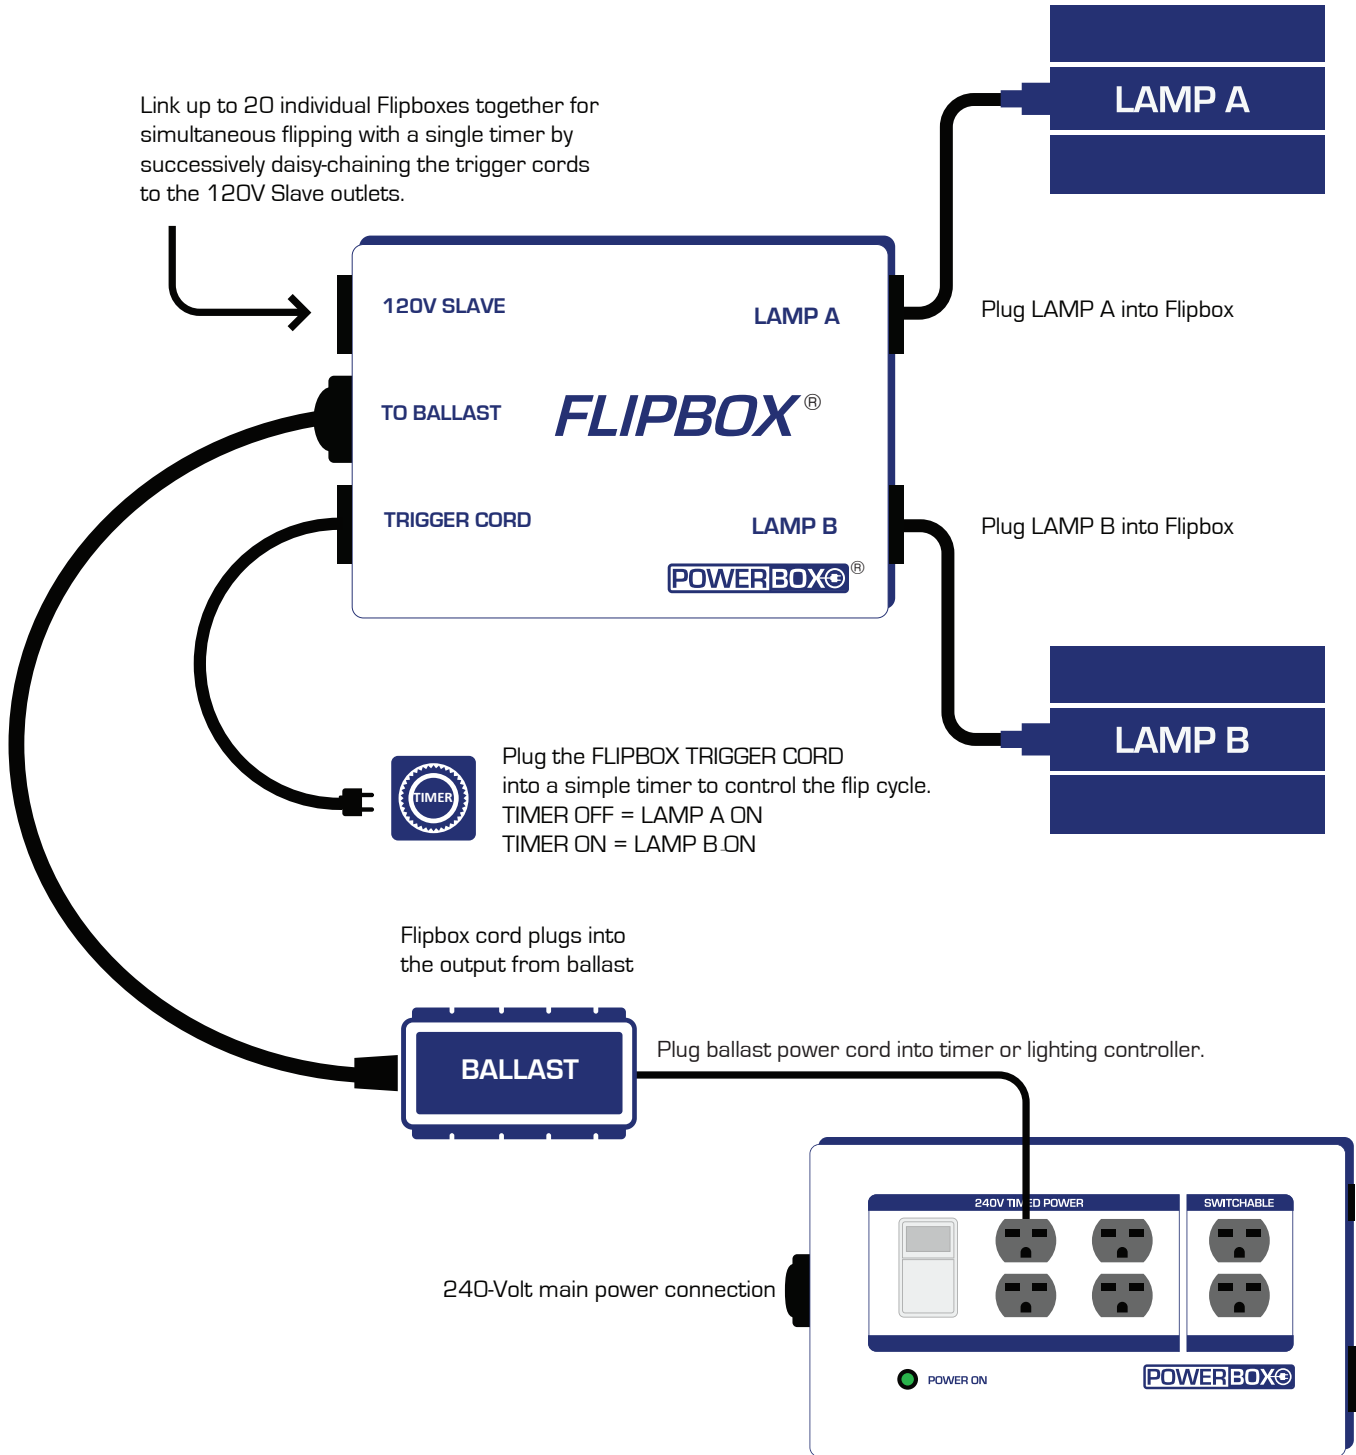 LAMP A
Link up to 20 individual Flipboxes together for
simultaneous flipping with a single timer by
successively daisy-chaining the trigger cords
to the 120V Slave outlets.
120V SLAVE
LAMP A
Plug LAMP A into Flipbox
TO BALLAST
FLIPBOX®
TRIGGER CORD
LAMP B
Plug LAMP B into Flipbox
POWERBOX®
LAMP B
TIMER
Plug the FLIPBOX TRIGGER CORD
into a simple timer to control the flip cycle.
TIMER OFF = LAMP A ON
TIMER ON = LAMP B ON
Flipbox cord plugs into
the output from ballast
BALLAST
Plug ballast power cord into timer or lighting controller.
240V TIMED POWER
SWITCHABLE
240-Volt main power connection
POWER ON
POWERBOX